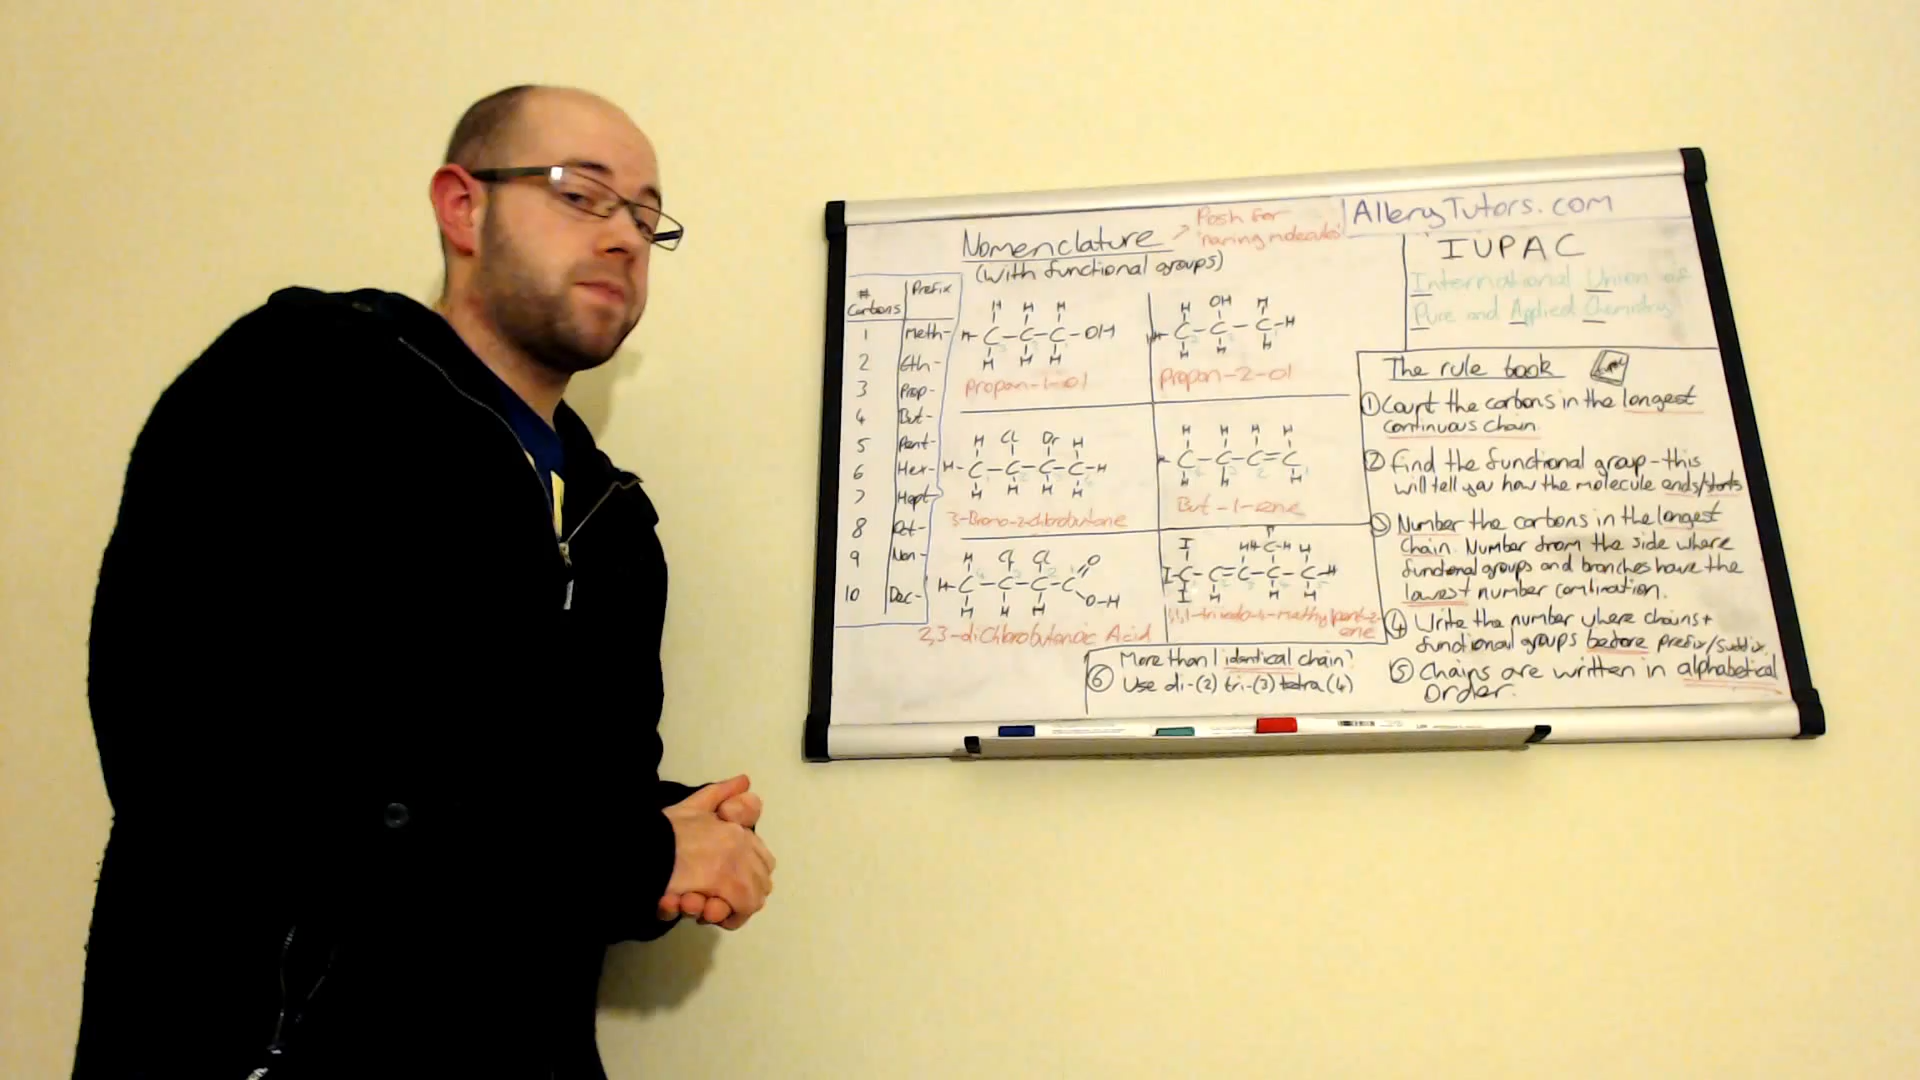 Nomenclature
(with functional groups)
Posh for
'naming molecules'
AlleryTutors.com
IUPAC
International Union of
Pure and Applied Chemistry
# Carbons Prefix
1 Meth-
2 Eth-
3 Prop-
4 But-
5 Pent-
6 Hex-
7 Hept-
8 Oct-
9 Non-
10 Dec-
H H H
H-C-C-C-OH
H H H
Propan-1-ol
H OH H
H-C-C-C-H
H H
Propan-2-ol
H Cl Br H
H-C-C-C-C-H
H H H H
3-Bromo-2-chlorobutane
H H H H
H-C-C-C=C
H H H
But-1-ene
H Cl Cl O
H-C-C-C-C
H H H O-H
2,3-dichlorobutanoic Acid
I
I-C-C=C-C-C-H
I H H H
1,1,1-triiodo-4-methylpent-2-
ene
The rule book
① Count the carbons in the longest
continuous chain.
② Find the functional group-this
will tell you how the molecule ends/starts
③ Number the carbons in the longest
chain. Number from the side where
functional groups and branches have the
lowest number combination.
④ Write the number where chains +
functional groups before prefix/suffix.
⑤ Chains are written in alphabetical
order.
More than 1 identical chain?
⑥ Use di-(2) tri-(3) tetra(4)